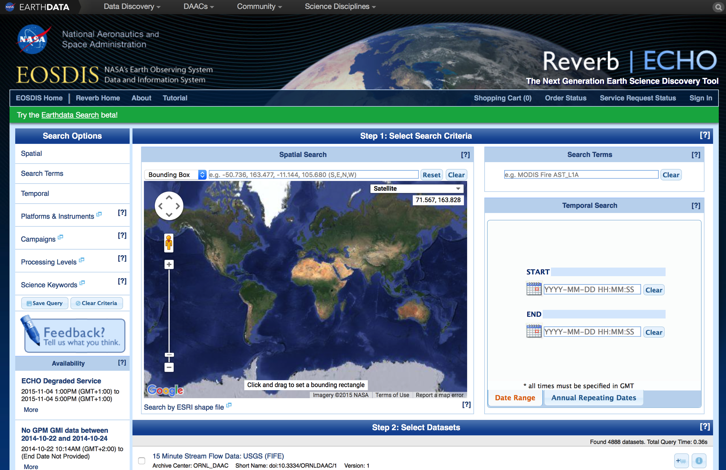 EARTHDATA Data Discovery DAACs Community Science Disciplines
NASA
National Aeronautics and
Space Administration
EOSDIS NASA's Earth Observing System
Data and Information System
Reverb | ECHO
The Next Generation Earth Science Discovery Tool
EOSDIS Home | Reverb Home About Tutorial Shopping Cart (0) Order Status Service Request Status Sign In
Try the Earthdata Search beta!
Search Options
Spatial
Search Terms
Temporal
Platforms & Instruments [?]
Campaigns [?]
Processing Levels [?]
Science Keywords [?]
Save Query Clear Criteria
Feedback?
Tell us what you think.
Availability [?]
ECHO Degraded Service
2015-11-04 1:00PM (GMT+1:00) to
2015-11-04 5:00PM (GMT+1:00)
More
No GPM GMI data between
2014-10-22 and 2014-10-24
2014-10-22 10:14AM (GMT+2:00) to
(End Date Not Provided)
More
Step 1: Select Search Criteria [?]
Spatial Search [?]
Bounding Box e.g. -50.736, 163.477, -11.144, 105.680 (S,E,N,W) Reset Clear
Satellite
71.567, 163.828
Click and drag to set a bounding rectangle
Google Imagery ©2015 NASA Terms of Use Report a map error
Search by ESRI shape file [?]
Search Terms [?]
e.g. MODIS Fire AST_L1A Clear
Temporal Search [?]
START
YYYY-MM-DD HH:MM:SS Clear
END
YYYY-MM-DD HH:MM:SS Clear
* all times must be specified in GMT
Date Range Annual Repeating Dates
Step 2: Select Datasets [?]
Found 4888 datasets. Total Query Time: 0.36s
15 Minute Stream Flow Data: USGS (FIFE)
Archive Center: ORNL_DAAC Short Name: doi:10.3334/ORNLDAAC/1 Version: 1